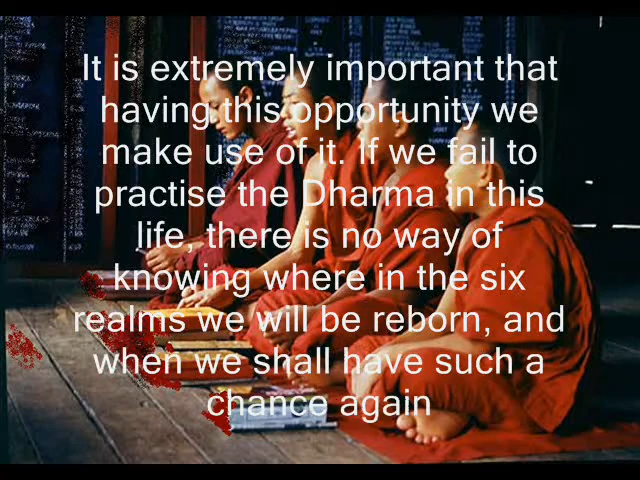 It is extremely important that
having this opportunity we
make use of it. If we fail to
practise the Dharma in this
life, there is no way of
knowing where in the six
realms we will be reborn, and
when we shall have such a
chance again